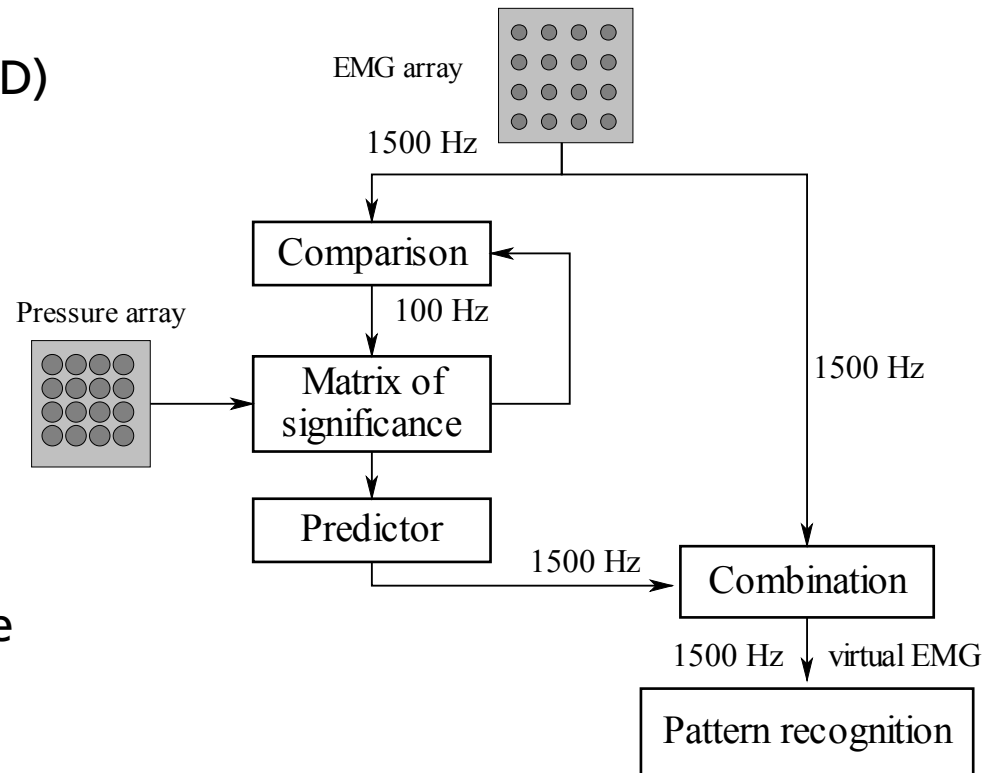 D)
EMG array
1500 Hz
Comparison
100 Hz
Pressure array
Matrix of
significance
1500 Hz
Predictor
1500 Hz
Combination
e
1500 Hz
virtual EMG
Pattern recognition